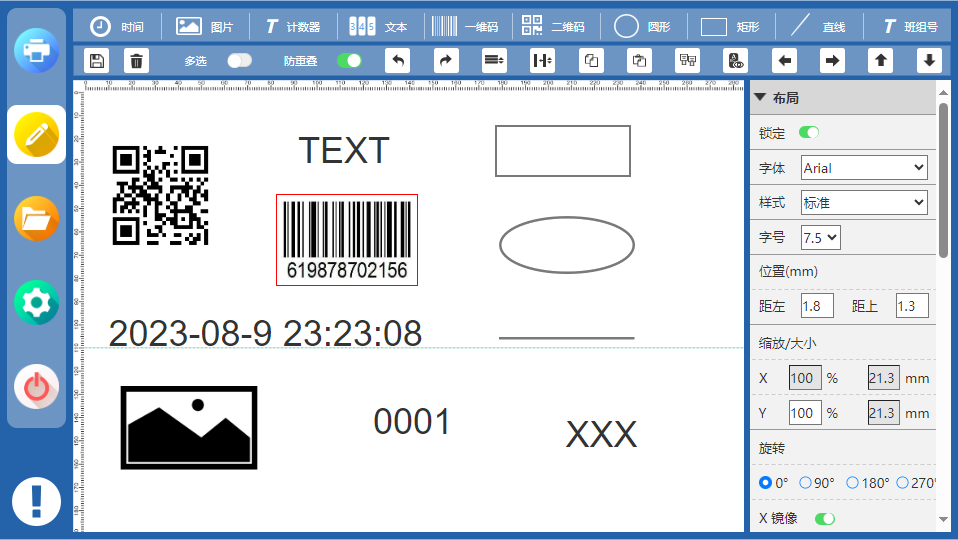 时间 图片 T 计数器 3 4 5 文本 一维码 二维码 圆形 矩形 直线 T 班组号
多选 防重叠
布局
锁定
字体 Arial
样式 标准
字号 7.5
位置(mm)
距左 1.8 距上 1.3
缩放/大小
X 100 % 21.3 mm
Y 100 % 21.3 mm
旋转
0° 90° 180° 270°
X 镜像
TEXT
619878702156
2023-08-9 23:23:08
0001
XXX